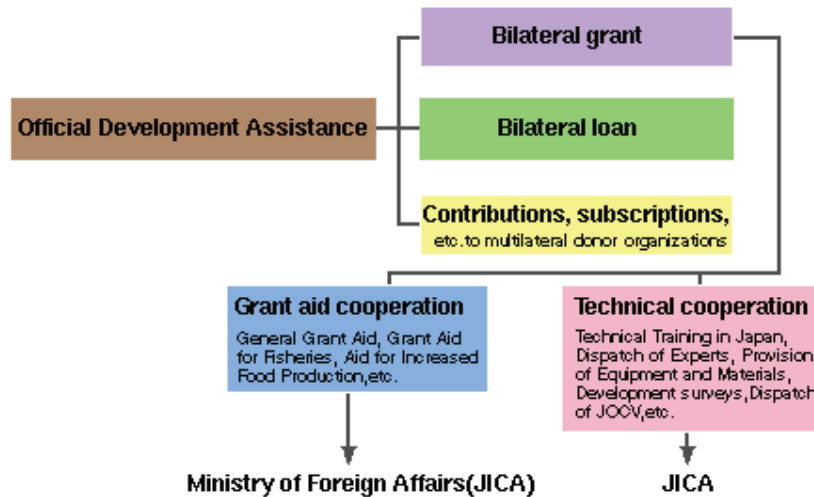 Bilateral grant
Official Development Assistance
Bilateral loan
Contributions, subscriptions,
etc.to multilateral donor organizations
Grant aid cooperation
General Grant Aid, Grant Aid
for Fisheries, Aid for Increased
Food Production,etc.
Technical cooperation
Technical Training in Japan,
Dispatch of Experts, Provision
of Equipment and Materials,
Development surveys,Dispatch
of JOCV,etc.
Ministry of Foreign Affairs(JICA)
JICA